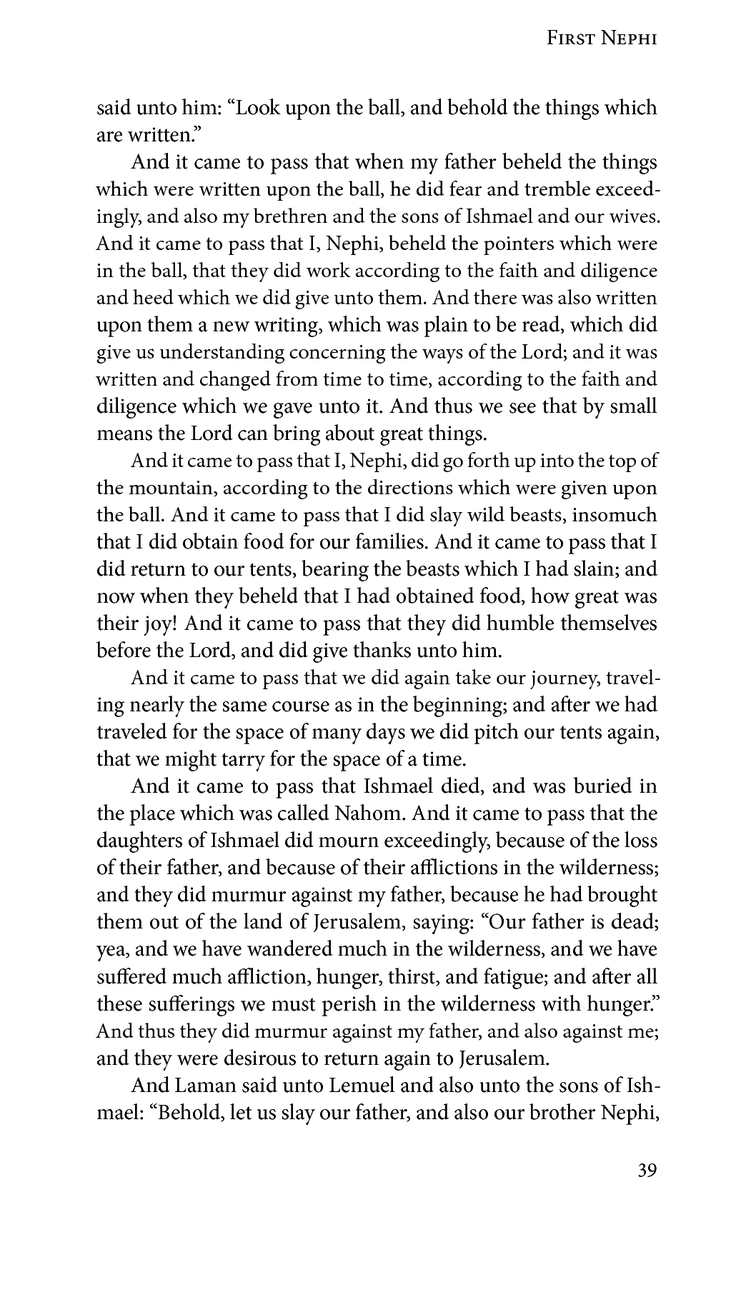 First Nephi
said unto him: “Look upon the ball, and behold the things which
are written.”
And it came to pass that when my father beheld the things
which were written upon the ball, he did fear and tremble exceed-
ingly, and also my brethren and the sons of Ishmael and our wives.
And it came to pass that I, Nephi, beheld the pointers which were
in the ball, that they did work according to the faith and diligence
and heed which we did give unto them. And there was also written
upon them a new writing, which was plain to be read, which did
give us understanding concerning the ways of the Lord; and it was
written and changed from time to time, according to the faith and
diligence which we gave unto it. And thus we see that by small
means the Lord can bring about great things.
And it came to pass that I, Nephi, did go forth up into the top of
the mountain, according to the directions which were given upon
the ball. And it came to pass that I did slay wild beasts, insomuch
that I did obtain food for our families. And it came to pass that I
did return to our tents, bearing the beasts which I had slain; and
now when they beheld that I had obtained food, how great was
their joy! And it came to pass that they did humble themselves
before the Lord, and did give thanks unto him.
And it came to pass that we did again take our journey, travel-
ing nearly the same course as in the beginning; and after we had
traveled for the space of many days we did pitch our tents again,
that we might tarry for the space of a time.
And it came to pass that Ishmael died, and was buried in
the place which was called Nahom. And it came to pass that the
daughters of Ishmael did mourn exceedingly, because of the loss
of their father, and because of their afflictions in the wilderness;
and they did murmur against my father, because he had brought
them out of the land of Jerusalem, saying: “Our father is dead;
yea, and we have wandered much in the wilderness, and we have
suffered much affliction, hunger, thirst, and fatigue; and after all
these sufferings we must perish in the wilderness with hunger.”
And thus they did murmur against my father, and also against me;
and they were desirous to return again to Jerusalem.
And Laman said unto Lemuel and also unto the sons of Ish-
mael: “Behold, let us slay our father, and also our brother Nephi,
39